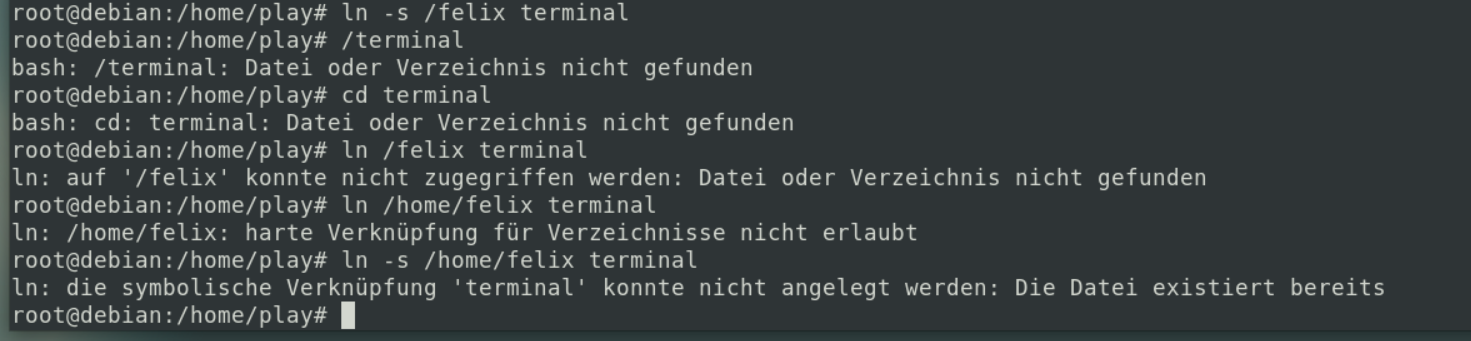 root@debian:/home/play# ln -s /felix terminal
root@debian:/home/play# /terminal
bash: /terminal: Datei oder Verzeichnis nicht gefunden
root@debian:/home/play# cd terminal
bash: cd: terminal: Datei oder Verzeichnis nicht gefunden
root@debian:/home/play# ln /felix terminal
ln: auf '/felix' konnte nicht zugegriffen werden: Datei oder Verzeichnis nicht gefunden
root@debian:/home/play# ln /home/felix terminal
ln: /home/felix: harte Verknüpfung für Verzeichnisse nicht erlaubt
root@debian:/home/play# ln -s /home/felix terminal
ln: die symbolische Verknüpfung 'terminal' konnte nicht angelegt werden: Die Datei existiert bereits
root@debian:/home/play#